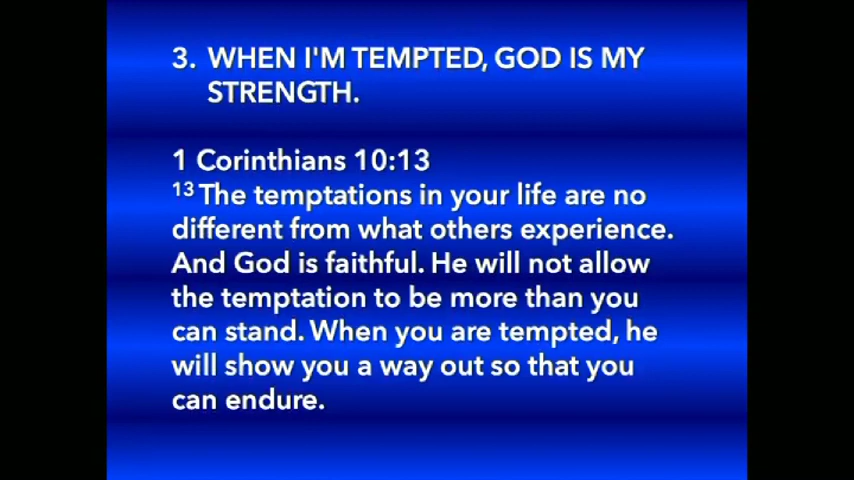 3. WHEN I'M TEMPTED, GOD IS MY
STRENGTH.
1 Corinthians 10:13
13 The temptations in your life are no
different from what others experience.
And God is faithful. He will not allow
the temptation to be more than you
can stand. When you are tempted, he
will show you a way out so that you
can endure.